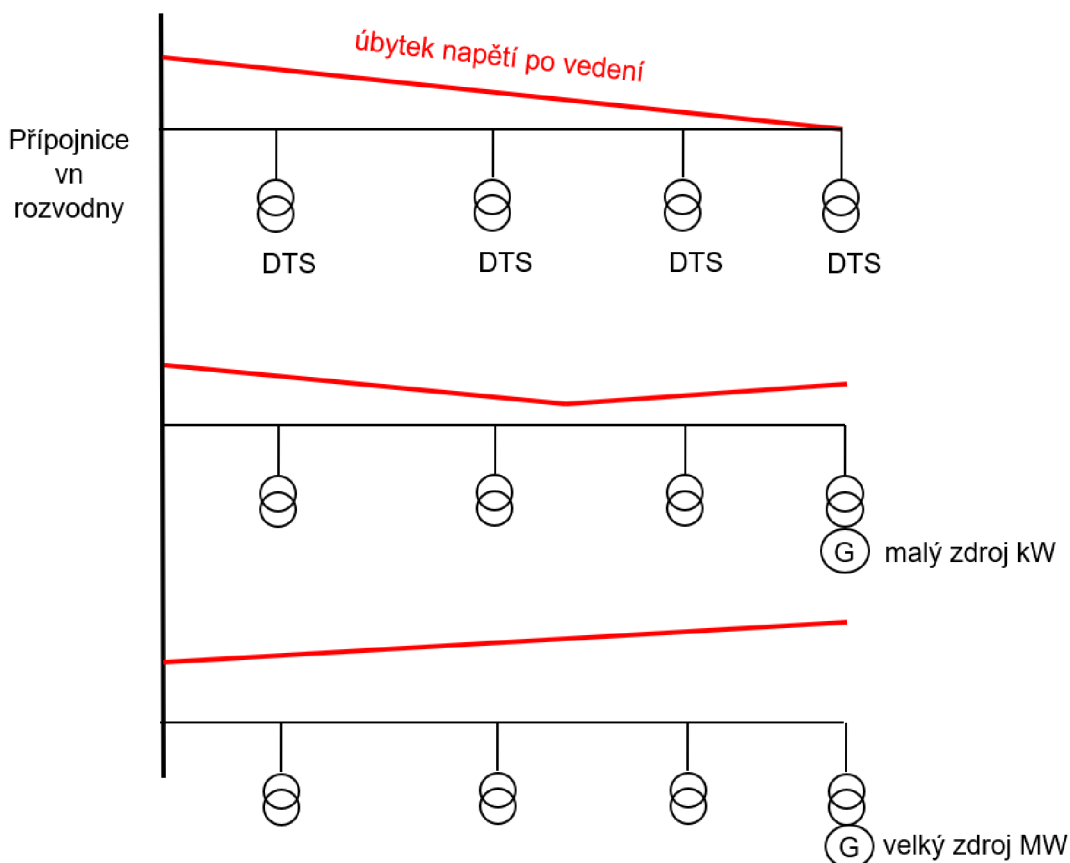 úbytek napětí po vedení
Přípojnice
vn
rozvodny
DTS DTS DTS DTS
G malý zdroj kW
G velký zdroj MW